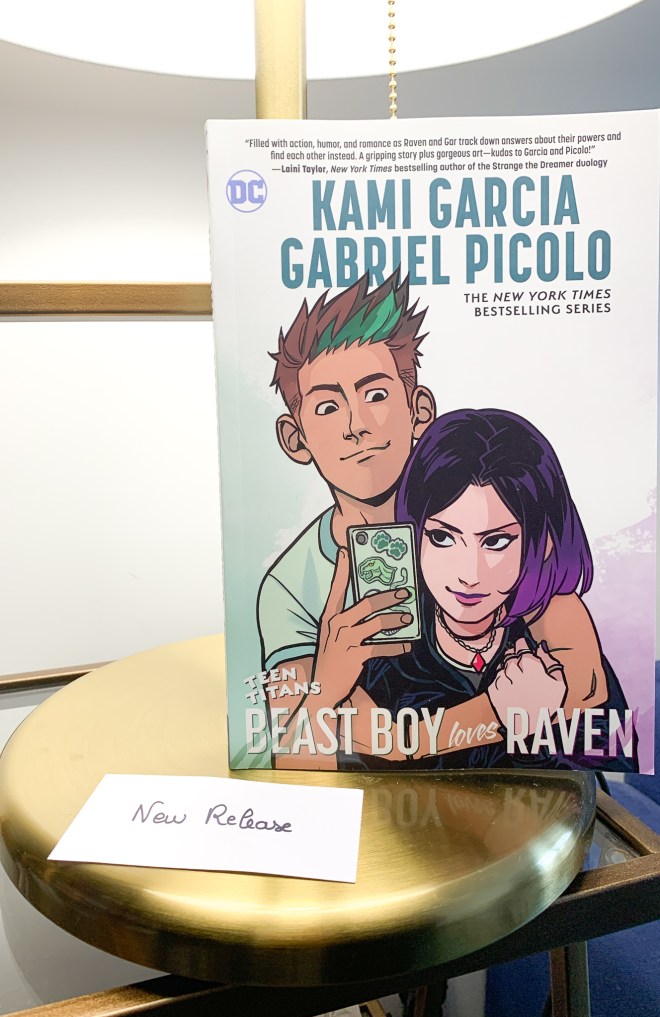 "Filled with action, humor, and romance as Raven and Gar track down answers about their powers and
find each other instead. A gripping story plus gorgeous art—kudos to Garcia and Picolo!"
—Laini Taylor, New York Times bestselling author of the Strange the Dreamer duology
DC
KAMI GARCIA
GABRIEL PICOLO
THE NEW YORK TIMES
BESTSELLING SERIES
TEEN
TITANS
BEAST BOY loves RAVEN
New Release